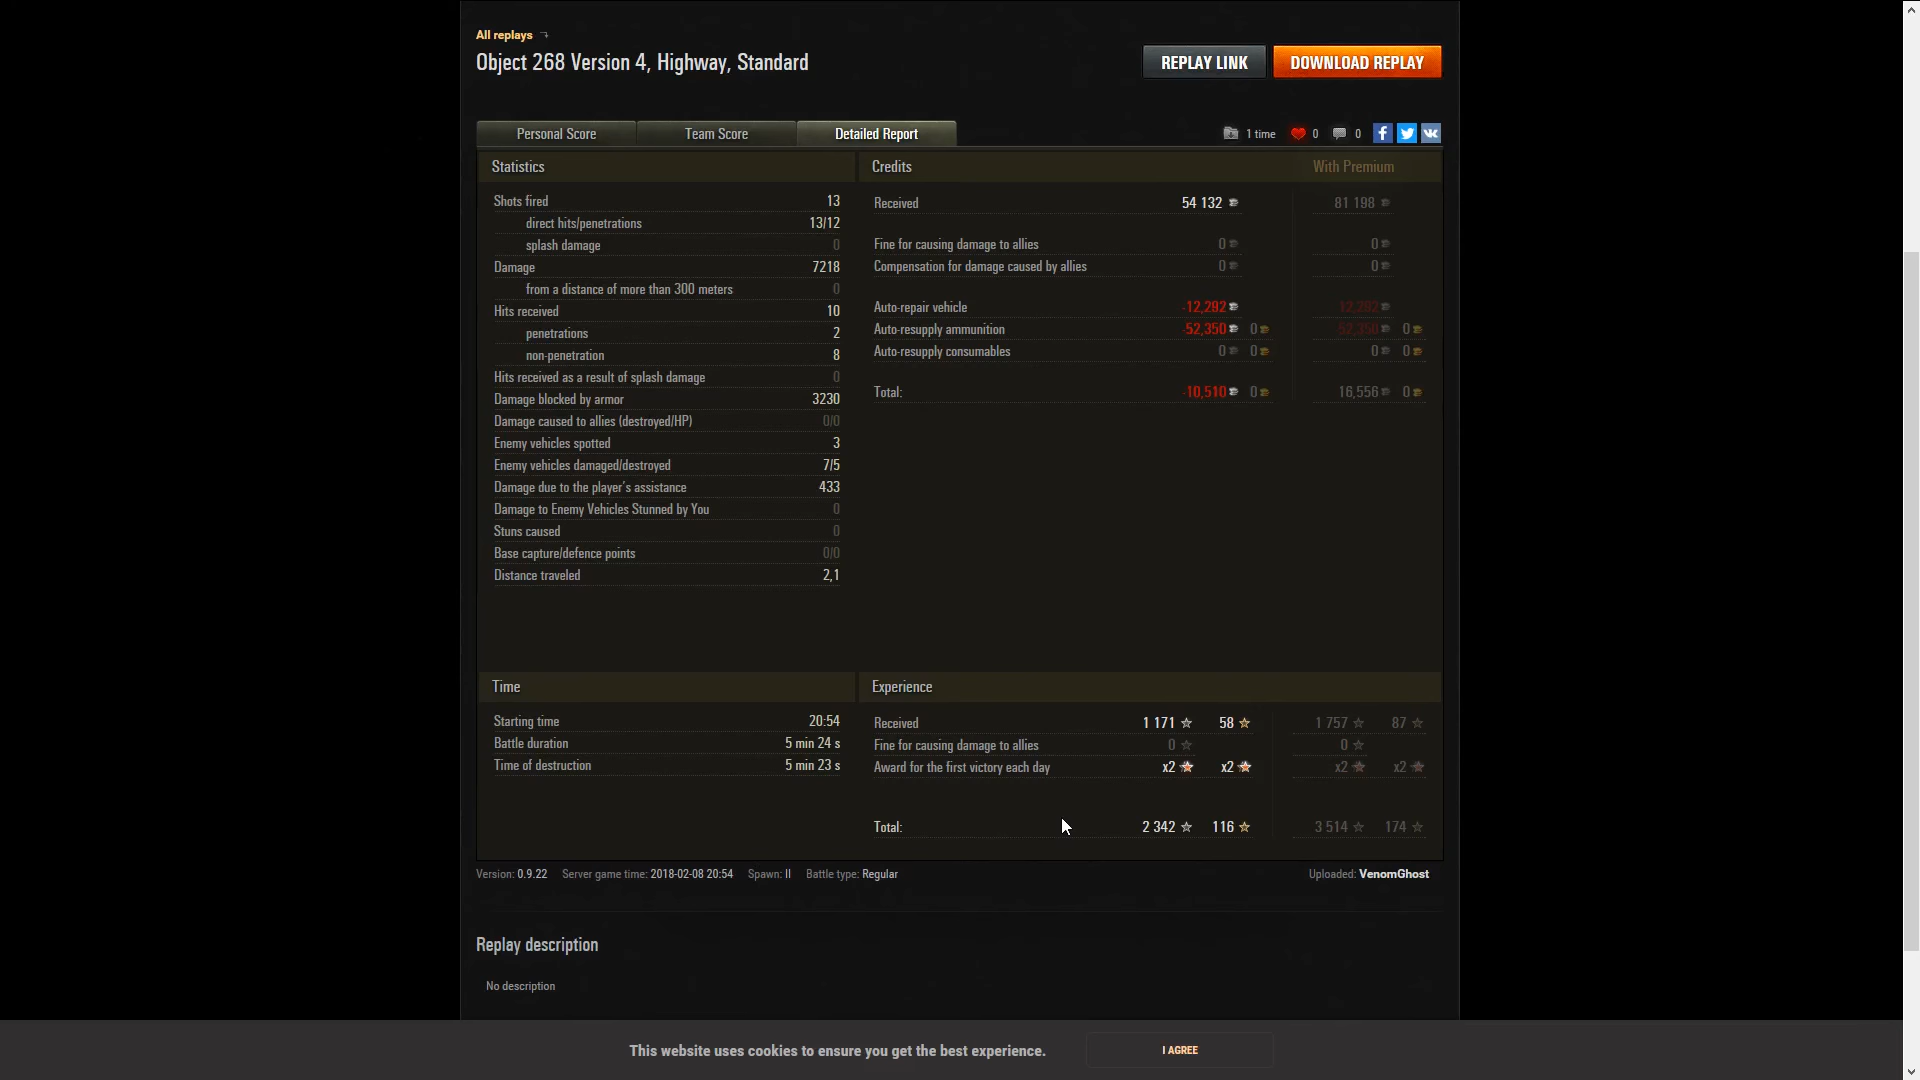 All replays
Object 268 Version 4, Highway, Standard
REPLAY LINK
DOWNLOAD REPLAY
Personal Score
Team Score
Detailed Report
1 time
0
0
Statistics
Shots fired 13
direct hits/penetrations 13/12
splash damage 0
Damage 7218
from a distance of more than 300 meters 0
Hits received 10
penetrations 2
non-penetration 8
Hits received as a result of splash damage 0
Damage blocked by armor 3230
Damage caused to allies (destroyed/HP) 0/0
Enemy vehicles spotted 3
Enemy vehicles damaged/destroyed 7/5
Damage due to the player's assistance 433
Damage to Enemy Vehicles Stunned by You 0
Stuns caused 0
Base capture/defence points 0/0
Distance traveled 2,1
Credits With Premium
Received 54 132 81 198
Fine for causing damage to allies 0 0
Compensation for damage caused by allies 0 0
Auto-repair vehicle -12,292 12,292
Auto-resupply ammunition -52,350 0 -52,350 0
Auto-resupply consumables 0 0 0 0
Total: -10,510 0 16,556 0
Time
Starting time 20:54
Battle duration 5 min 24 s
Time of destruction 5 min 23 s
Experience
Received 1 171 58 1 757 87
Fine for causing damage to allies 0 0
Award for the first victory each day x2 x2 x2 x2
Total: 2 342 116 3 514 174
Version: 0.9.22 Server game time: 2018-02-08 20:54 Spawn: II Battle type: Regular
Uploaded: VenomGhost
Replay description
No description
This website uses cookies to ensure you get the best experience.
I AGREE